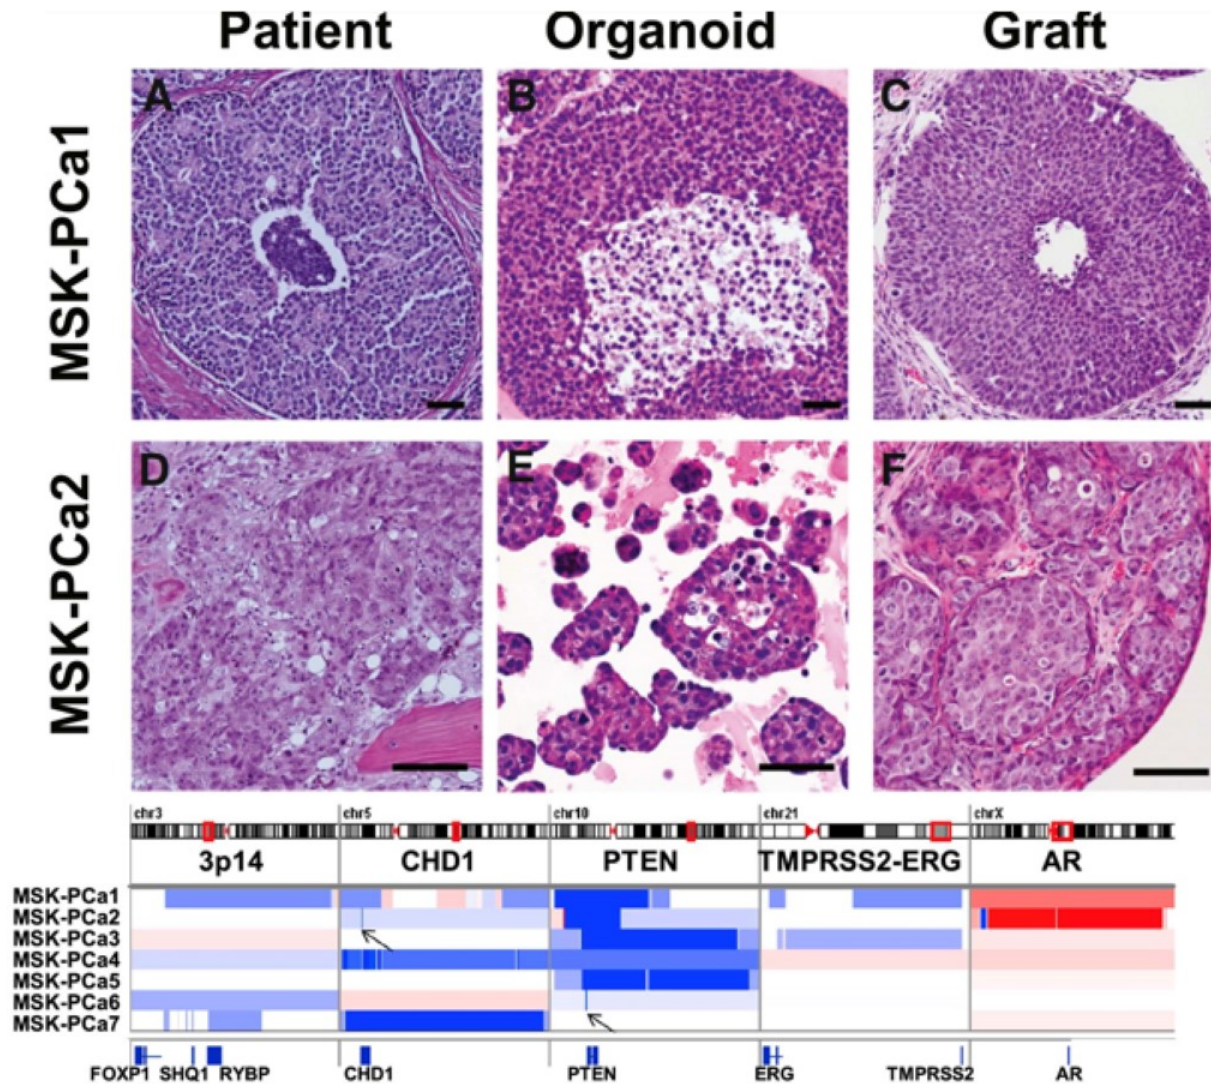 Patient Organoid Graft
MSK-PCa1
A B C
MSK-PCa2
D E F
chr3 chr5 chr10 chr21 chrX
3p14 CHD1 PTEN TMPRSS2-ERG AR
MSK-PCa1
MSK-PCa2
MSK-PCa3
MSK-PCa4
MSK-PCa5
MSK-PCa6
MSK-PCa7
FOXP1 SHQ1 RYBP CHD1 PTEN ERG TMPRSS2 AR